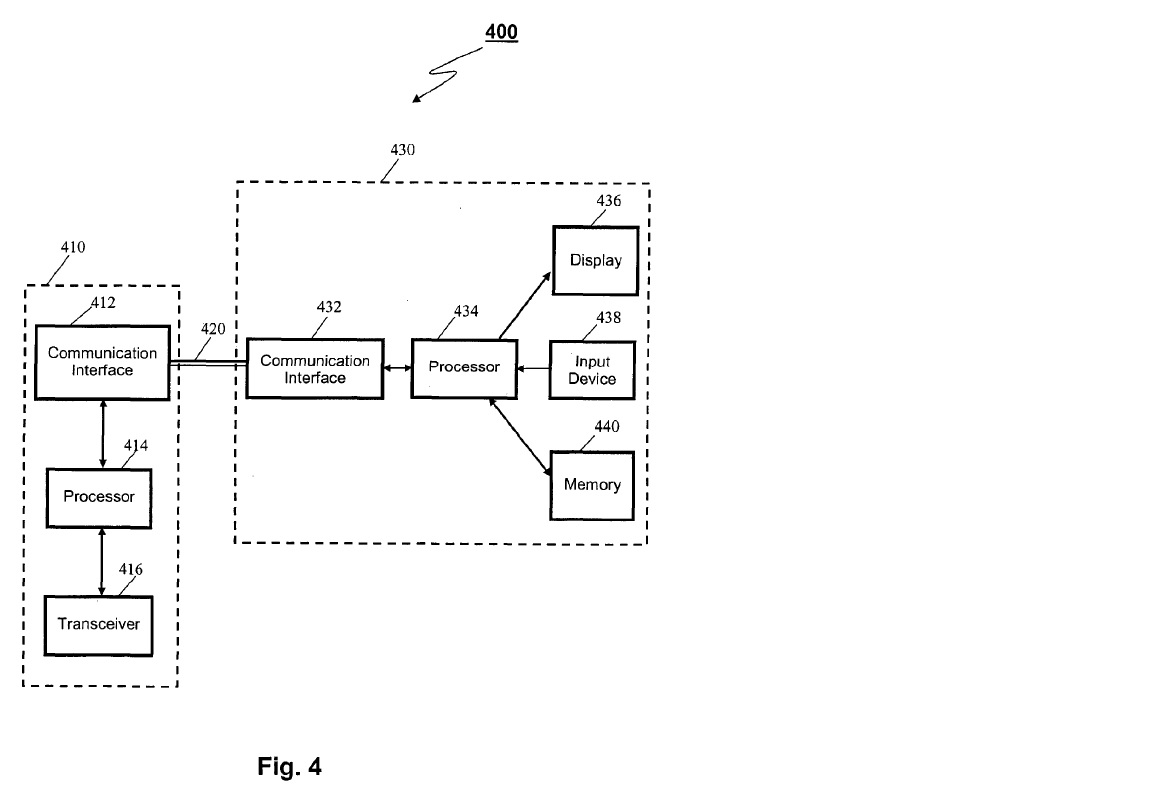 400
430
436
Display
410
412
Communication
Interface
420
432
Communication
Interface
434
Processor
438
Input
Device
414
Processor
440
Memory
416
Transceiver
Fig. 4